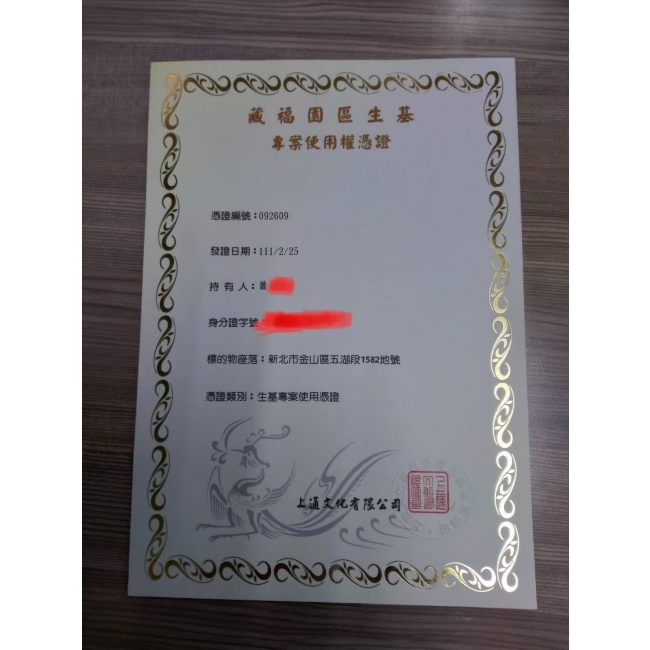 藏福園區生基
專案使用權憑證
憑證編號：092609
發證日期：111/2/25
持有人：
身分證字號：
標的物座落：新北市金山區五湖段1582地號
憑證類別：生基專案使用憑證
上通文化有限公司